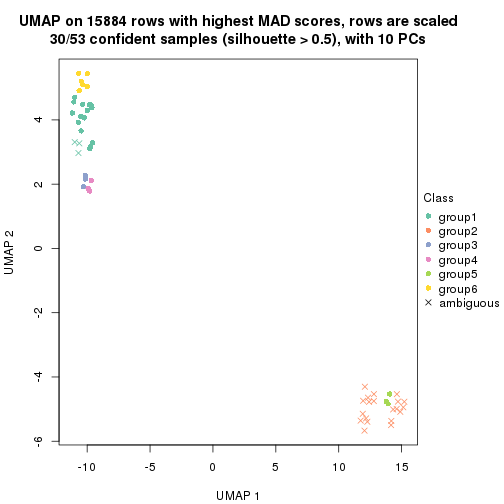 UMAP on 15884 rows with highest MAD scores, rows are scaled
30/53 confident samples (silhouette > 0.5), with 10 PCs
4
2
0
-2
-4
-6
UMAP 2
-10
-5
0
5
10
15
UMAP 1
Class
group1
group2
group3
group4
group5
group6
ambiguous